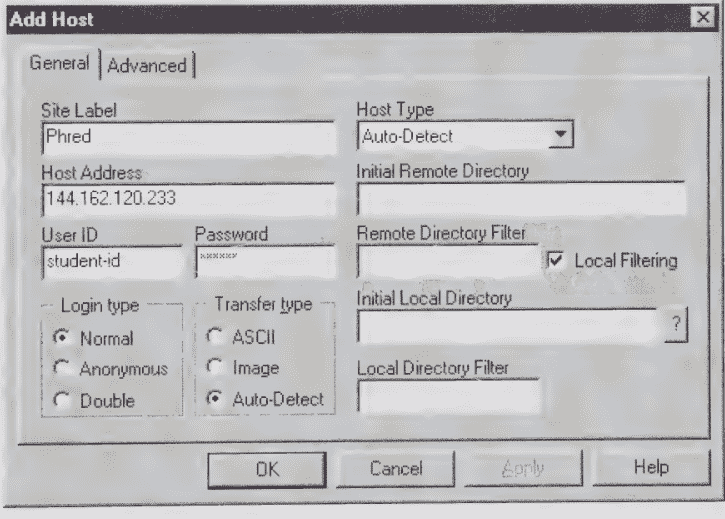 Add Host
General Advanced
Site Label
Phred
Host Type
Auto-Detect
Host Address
144.162.120.233
Initial Remote Directory
User ID Password
student-id ××××××
Remote Directory Filter
Local Filtering
Login type
Normal
Anonymous
Double
Transfer type
ASCII
Image
Auto-Detect
Initial Local Directory
?
Local Directory Filter
OK Cancel Apply Help